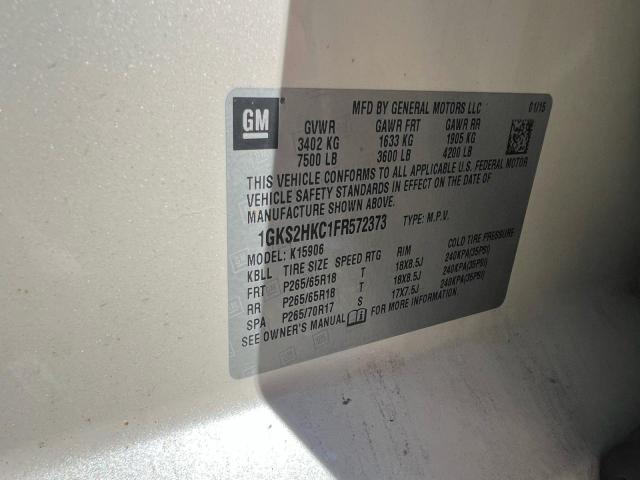 GM
MFD BY GENERAL MOTORS LLC 01/15
GVWR GAWR FRT GAWR RR
3402 KG 1633 KG 1905 KG
7500 LB 3600 LB 4200 LB
THIS VEHICLE CONFORMS TO ALL APPLICABLE U.S. FEDERAL MOTOR
VEHICLE SAFETY STANDARDS IN EFFECT ON THE DATE OF
MANUFACTURE SHOWN ABOVE.
1GKS2HKC1FR572373 TYPE: M.P.V.
MODEL: K15906
KBLL TIRE SIZE SPEED RTG RIM COLD TIRE PRESSURE
FRT P265/65R18 T 18X8.5J 240KPA(35PSI)
RR P265/65R18 T 18X8.5J 240KPA(35PSI)
SPA P265/70R17 S 17X7.5J 240KPA(35PSI)
SEE OWNER'S MANUAL FOR MORE INFORMATION.